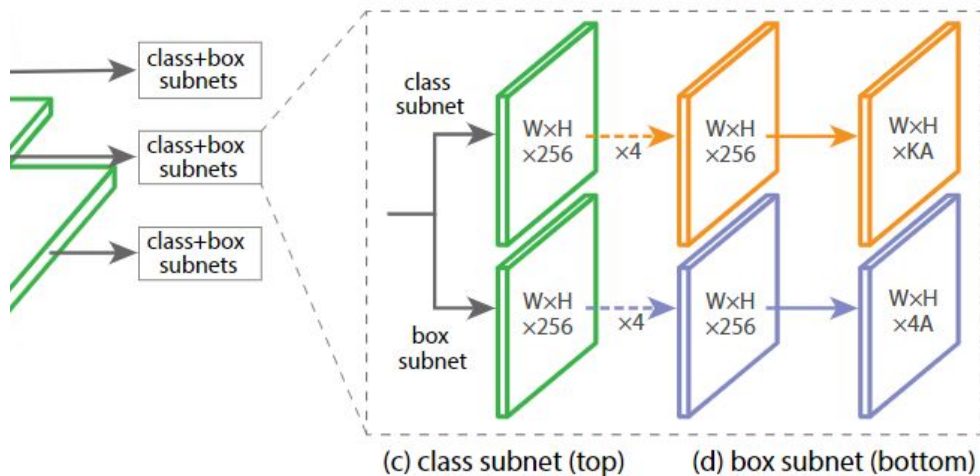 class+box
subnets
class+box
subnets
class+box
subnets
class
subnet
W×H
×256
×4
W×H
×256
W×H
×KA
box
subnet
W×H
×256
×4
W×H
×256
W×H
×4A
(c) class subnet (top)
(d) box subnet (bottom)